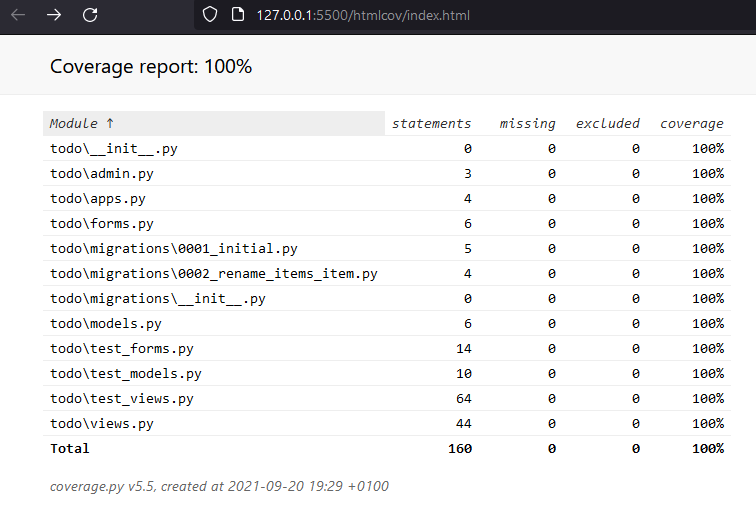 127.0.0.1:5500/htmlcov/index.html
Coverage report: 100%
Module ↑ statements missing excluded coverage
todo\__init__.py 0 0 0 100%
todo\admin.py 3 0 0 100%
todo\apps.py 4 0 0 100%
todo\forms.py 6 0 0 100%
todo\migrations\0001_initial.py 5 0 0 100%
todo\migrations\0002_rename_items_item.py 4 0 0 100%
todo\migrations\__init__.py 0 0 0 100%
todo\models.py 6 0 0 100%
todo\test_forms.py 14 0 0 100%
todo\test_models.py 10 0 0 100%
todo\test_views.py 64 0 0 100%
todo\views.py 44 0 0 100%
Total 160 0 0 100%
coverage.py v5.5, created at 2021-09-20 19:29 +0100